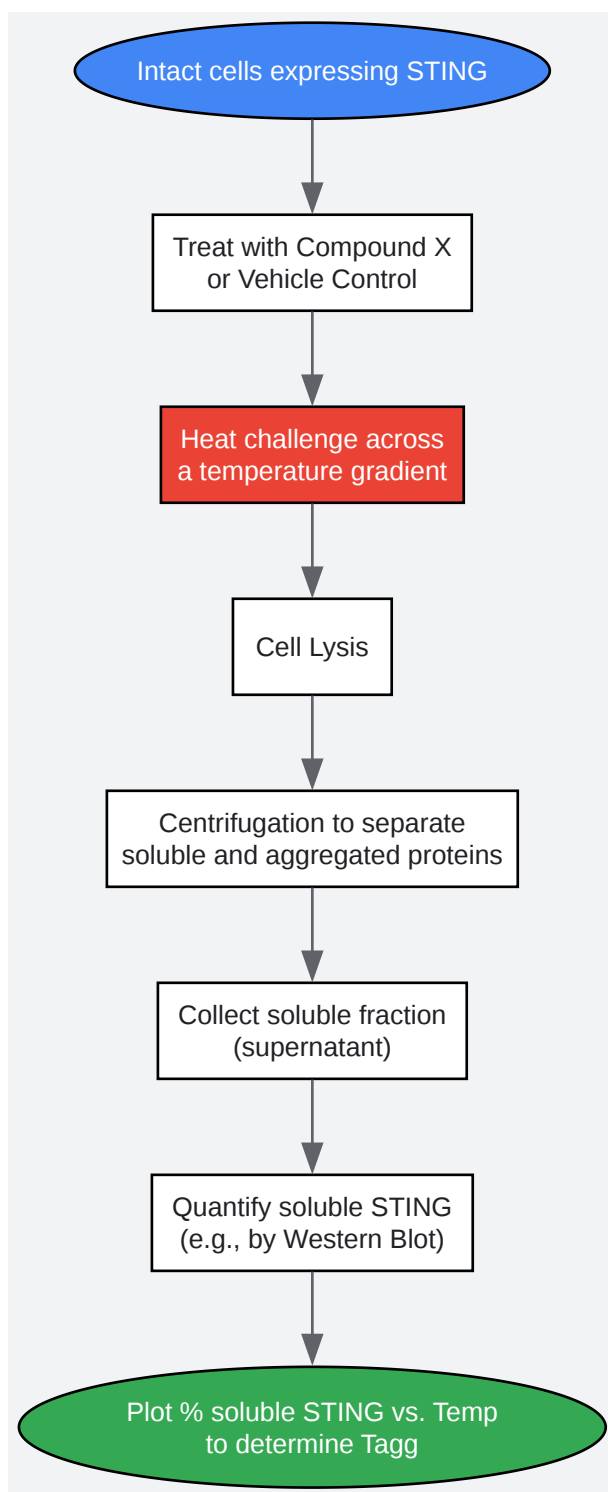 Intact cells expressing STING
Treat with Compound X
or Vehicle Control
Heat challenge across
a temperature gradient
Cell Lysis
Centrifugation to separate
soluble and aggregated proteins
Collect soluble fraction
(supernatant)
Quantify soluble STING
(e.g., by Western Blot)
Plot % soluble STING vs. Temp
to determine Tagg